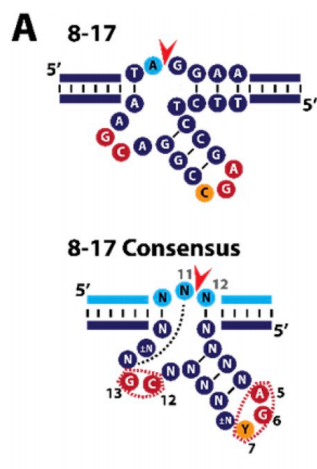 A 8-17
5′ T A G G A A
A T C T T 5′
A C
G C
C A G G
G A
C G
C
8-17 Consensus
11 12
5′ N N N
N N 5′
±N N
N N
G C N N N N A 5
13 12 N N G 6
±N Y
7